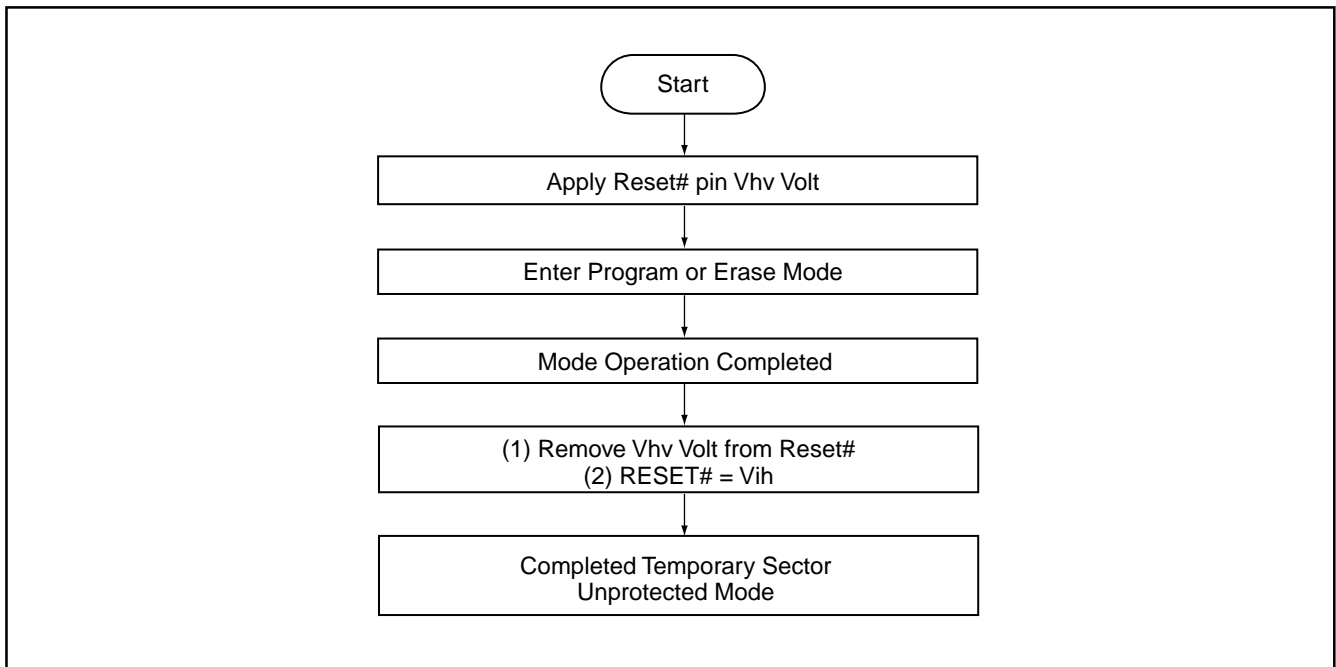 Start
Apply Reset# pin Vhv Volt
Enter Program or Erase Mode
Mode Operation Completed
(1) Remove Vhv Volt from Reset#
(2) RESET# = Vih
Completed Temporary Sector
Unprotected Mode